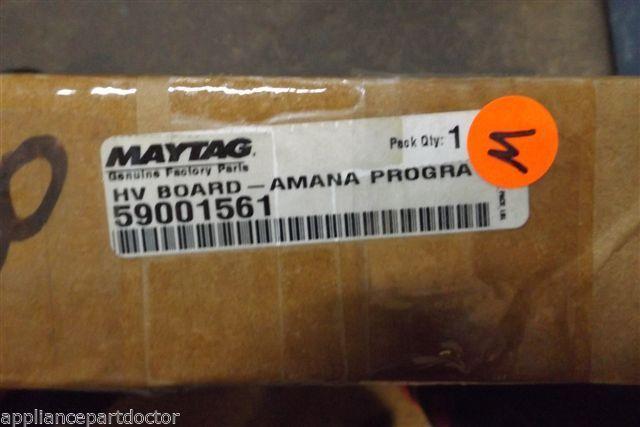 MAYTAG.
Genuine Factory Parts
Pack Qty: 1
HV BOARD-AMANA PROGRA
59001561
appliancepartdoctor